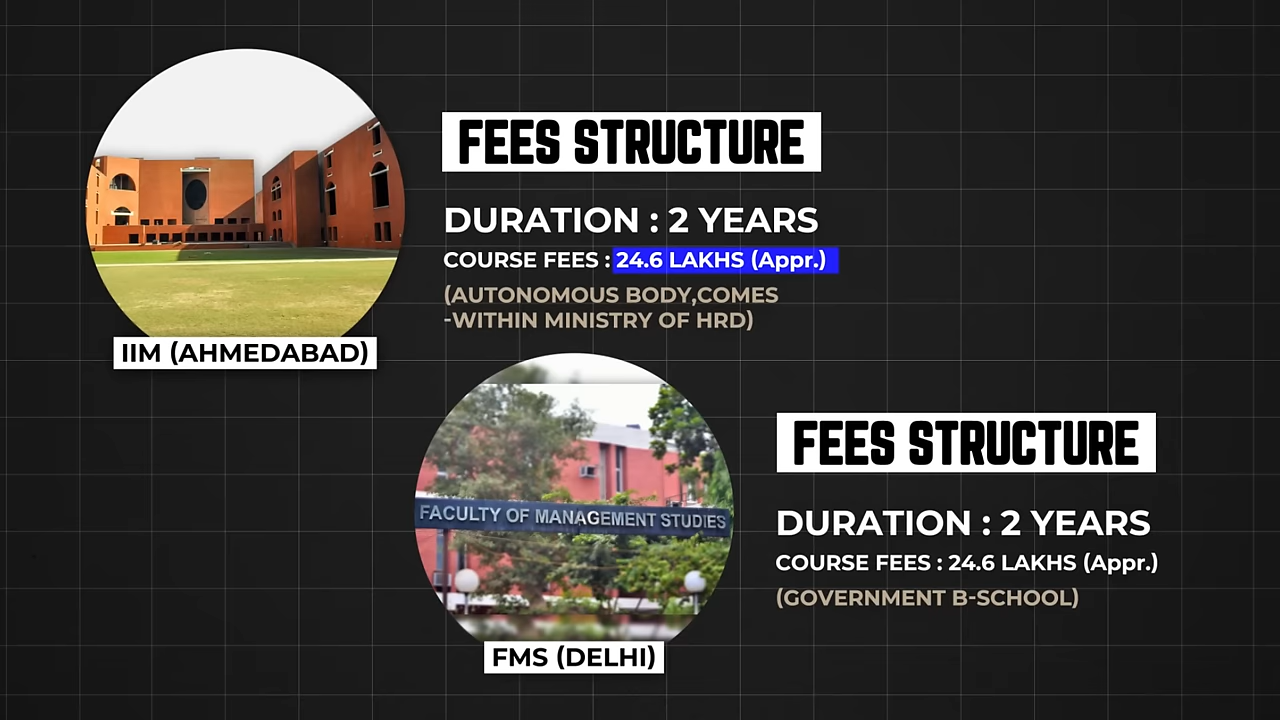 FEES STRUCTURE
DURATION : 2 YEARS
COURSE FEES : 24.6 LAKHS (Appr.)
(AUTONOMOUS BODY,COMES
-WITHIN MINISTRY OF HRD)
IIM (AHMEDABAD)
FEES STRUCTURE
FACULTY OF MANAGEMENT STUDIES
DURATION : 2 YEARS
COURSE FEES : 24.6 LAKHS (Appr.)
(GOVERNMENT B-SCHOOL)
FMS (DELHI)